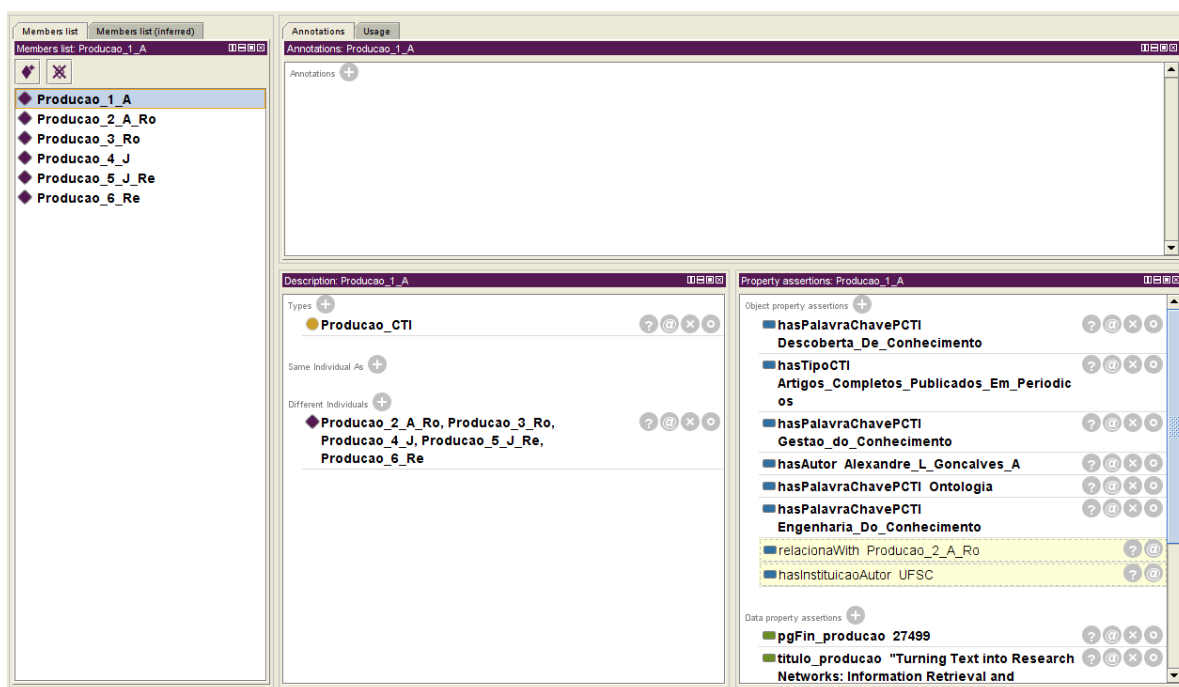 Members list Members list (inferred)
Members list: Producao_1_A
Producao_1_A
Producao_2_A_Ro
Producao_3_Ro
Producao_4_J
Producao_5_J_Re
Producao_6_Re
Annotations Usage
Annotations: Producao_1_A
Annotations
Description: Producao_1_A
Types
Producao_CTI
Same Individual As
Different Individuals
Producao_2_A_Ro, Producao_3_Ro,
Producao_4_J, Producao_5_J_Re,
Producao_6_Re
Property assertions: Producao_1_A
Object property assertions
hasPalavraChavePCTI
Descoberta_De_Conhecimento
hasTipoCTI
Artigos_Completos_Publicados_Em_Periodic
os
hasPalavraChavePCTI
Gestao_do_Conhecimento
hasAutor Alexandre_L_Goncalves_A
hasPalavraChavePCTI Ontologia
hasPalavraChavePCTI
Engenharia_Do_Conhecimento
relacionaWith Producao_2_A_Ro
hasInstituicaoAutor UFSC
Data property assertions
pgFin_producao 27499
titulo_producao "Turning Text into Research
Networks: Information Retrieval and